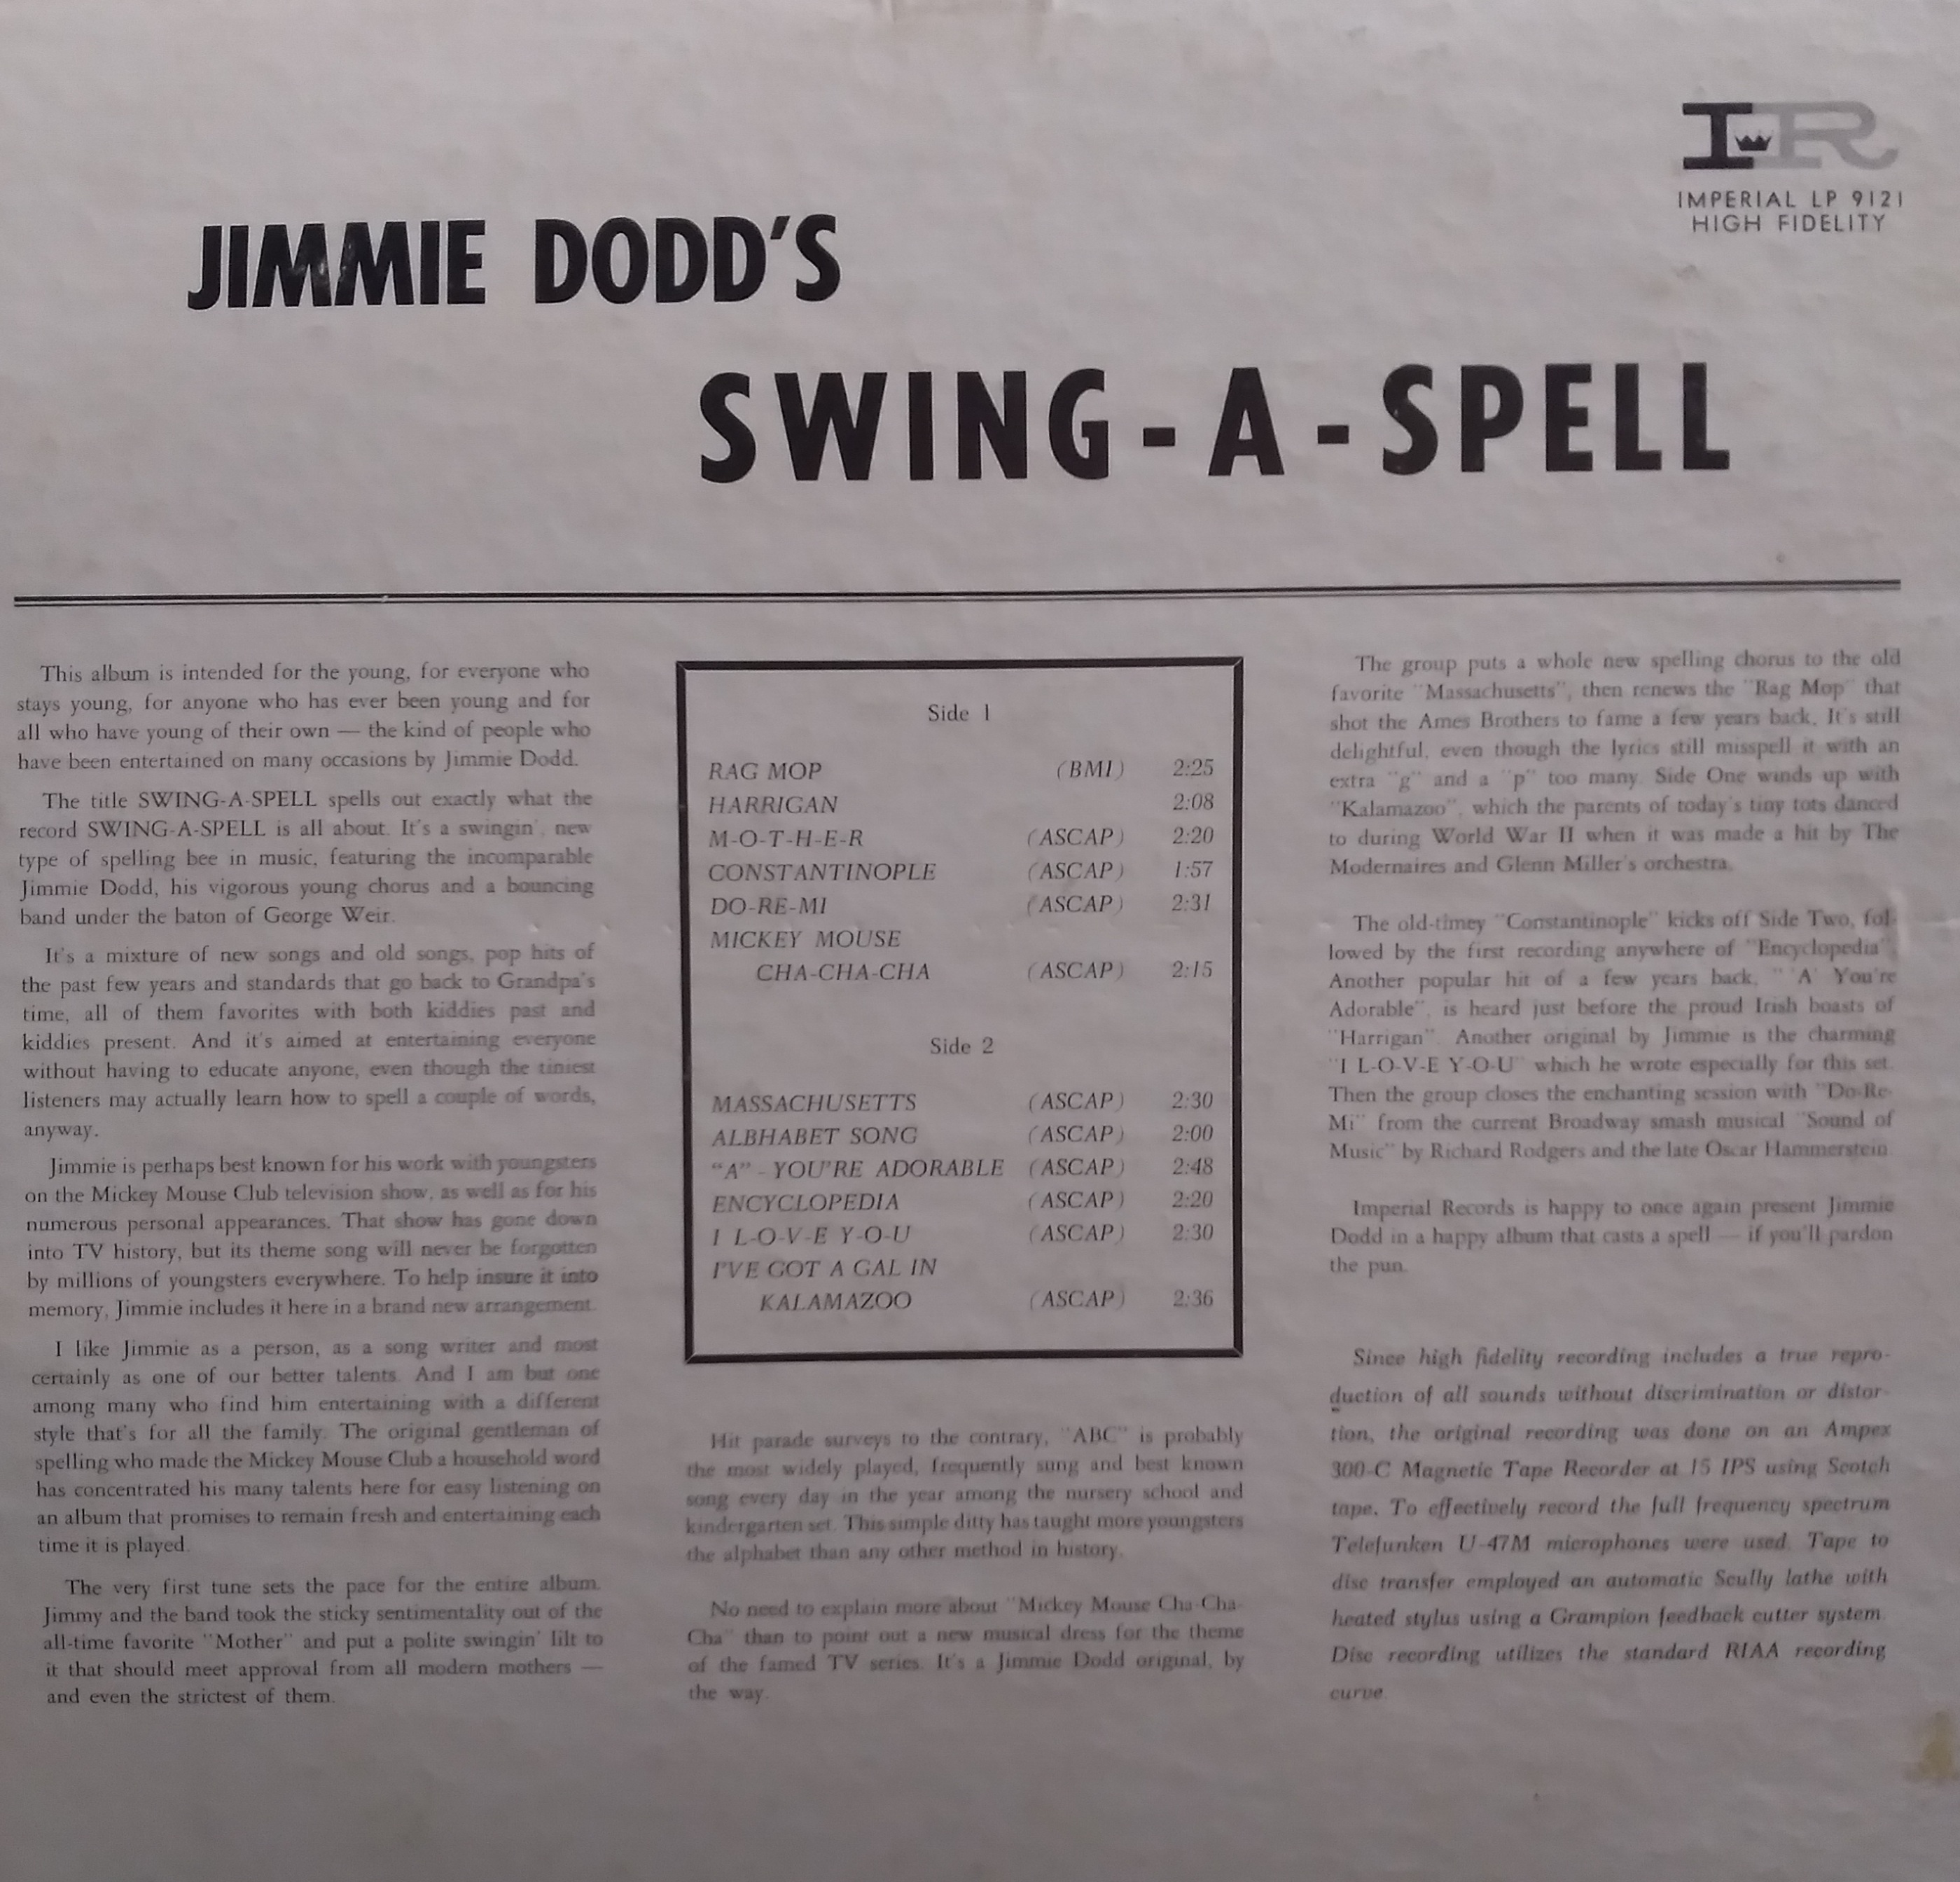 IR
IMPERIAL LP 9121
HIGH FIDELITY
JIMMIE DODD'S
SWING-A-SPELL
This album is intended for the young, for everyone who
stays young, for anyone who has ever been young and for
all who have young of their own — the kind of people who
have been entertained on many occasions by Jimmie Dodd.
The title SWING-A-SPELL spells out exactly what the
record SWING-A-SPELL is all about. It's a swingin', new
type of spelling bee in music, featuring the incomparable
Jimmie Dodd, his vigorous young chorus and a bouncing
band under the baton of George Weir.
It's a mixture of new songs and old songs, pop hits of
the past few years and standards that go back to Grandpa's
time, all of them favorites with both kiddies past and
kiddies present. And it's aimed at entertaining everyone
without having to educate anyone, even though the tiniest
listeners may actually learn how to spell a couple of words,
anyway.
Jimmie is perhaps best known for his work with youngsters
on the Mickey Mouse Club television show, as well as for his
numerous personal appearances. That show has gone down
into TV history, but its theme song will never be forgotten
by millions of youngsters everywhere. To help insure it into
memory, Jimmie includes it here in a brand new arrangement.
I like Jimmie as a person, as a song writer and most
certainly as one of our better talents. And I am but one
among many who find him entertaining with a different
style that's for all the family. The original gentleman of
spelling who made the Mickey Mouse Club a household word
has concentrated his many talents here for easy listening on
an album that promises to remain fresh and entertaining each
time it is played.
The very first tune sets the pace for the entire album.
Jimmy and the band took the sticky sentimentality out of the
all-time favorite "Mother" and put a polite swingin' lilt to
it that should meet approval from all modern mothers —
and even the strictest of them.
Side 1
RAG MOP (BMI) 2:25
HARRIGAN 2:08
M-O-T-H-E-R (ASCAP) 2:20
CONSTANTINOPLE (ASCAP) 1:57
DO-RE-MI (ASCAP) 2:31
MICKEY MOUSE
CHA-CHA-CHA (ASCAP) 2:15
Side 2
MASSACHUSETTS (ASCAP) 2:30
ALBHABET SONG (ASCAP) 2:00
"A" - YOU'RE ADORABLE (ASCAP) 2:48
ENCYCLOPEDIA (ASCAP) 2:20
I L-O-V-E Y-O-U (ASCAP) 2:30
I'VE GOT A GAL IN
KALAMAZOO (ASCAP) 2:36
Hit parade surveys to the contrary, "ABC" is probably
the most widely played, frequently sung and best known
song every day in the year among the nursery school and
kindergarten set. This simple ditty has taught more youngsters
the alphabet than any other method in history.
No need to explain more about "Mickey Mouse Cha-Cha-
Cha" than to point out a new musical dress for the theme
of the famed TV series. It's a Jimmie Dodd original, by
the way.
The group puts a whole new spelling chorus to the old
favorite "Massachusetts", then renews the "Rag Mop" that
shot the Ames Brothers to fame a few years back. It's still
delightful, even though the lyrics still misspell it with an
extra "g" and a "p" too many. Side One winds up with
"Kalamazoo", which the parents of today's tiny tots danced
to during World War II when it was made a hit by The
Modernaires and Glenn Miller's orchestra.
The old-timey "Constantinople" kicks off Side Two, fol-
lowed by the first recording anywhere of "Encyclopedia".
Another popular hit of a few years back, " 'A' You're
Adorable", is heard just before the proud Irish boasts of
"Harrigan". Another original by Jimmie is the charming
"I L-O-V-E Y-O-U" which he wrote especially for this set.
Then the group closes the enchanting session with "Do-Re-
Mi" from the current Broadway smash musical "Sound of
Music" by Richard Rodgers and the late Oscar Hammerstein.
Imperial Records is happy to once again present Jimmie
Dodd in a happy album that casts a spell — if you'll pardon
the pun.
Since high fidelity recording includes a true repro-
duction of all sounds without discrimination or distor-
tion, the original recording was done on an Ampex
300-C Magnetic Tape Recorder at 15 IPS using Scotch
tape. To effectively record the full frequency spectrum
Telefunken U-47M microphones were used. Tape to
disc transfer employed an automatic Scully lathe with
heated stylus using a Grampion feedback cutter system.
Disc recording utilizes the standard RIAA recording
curve.